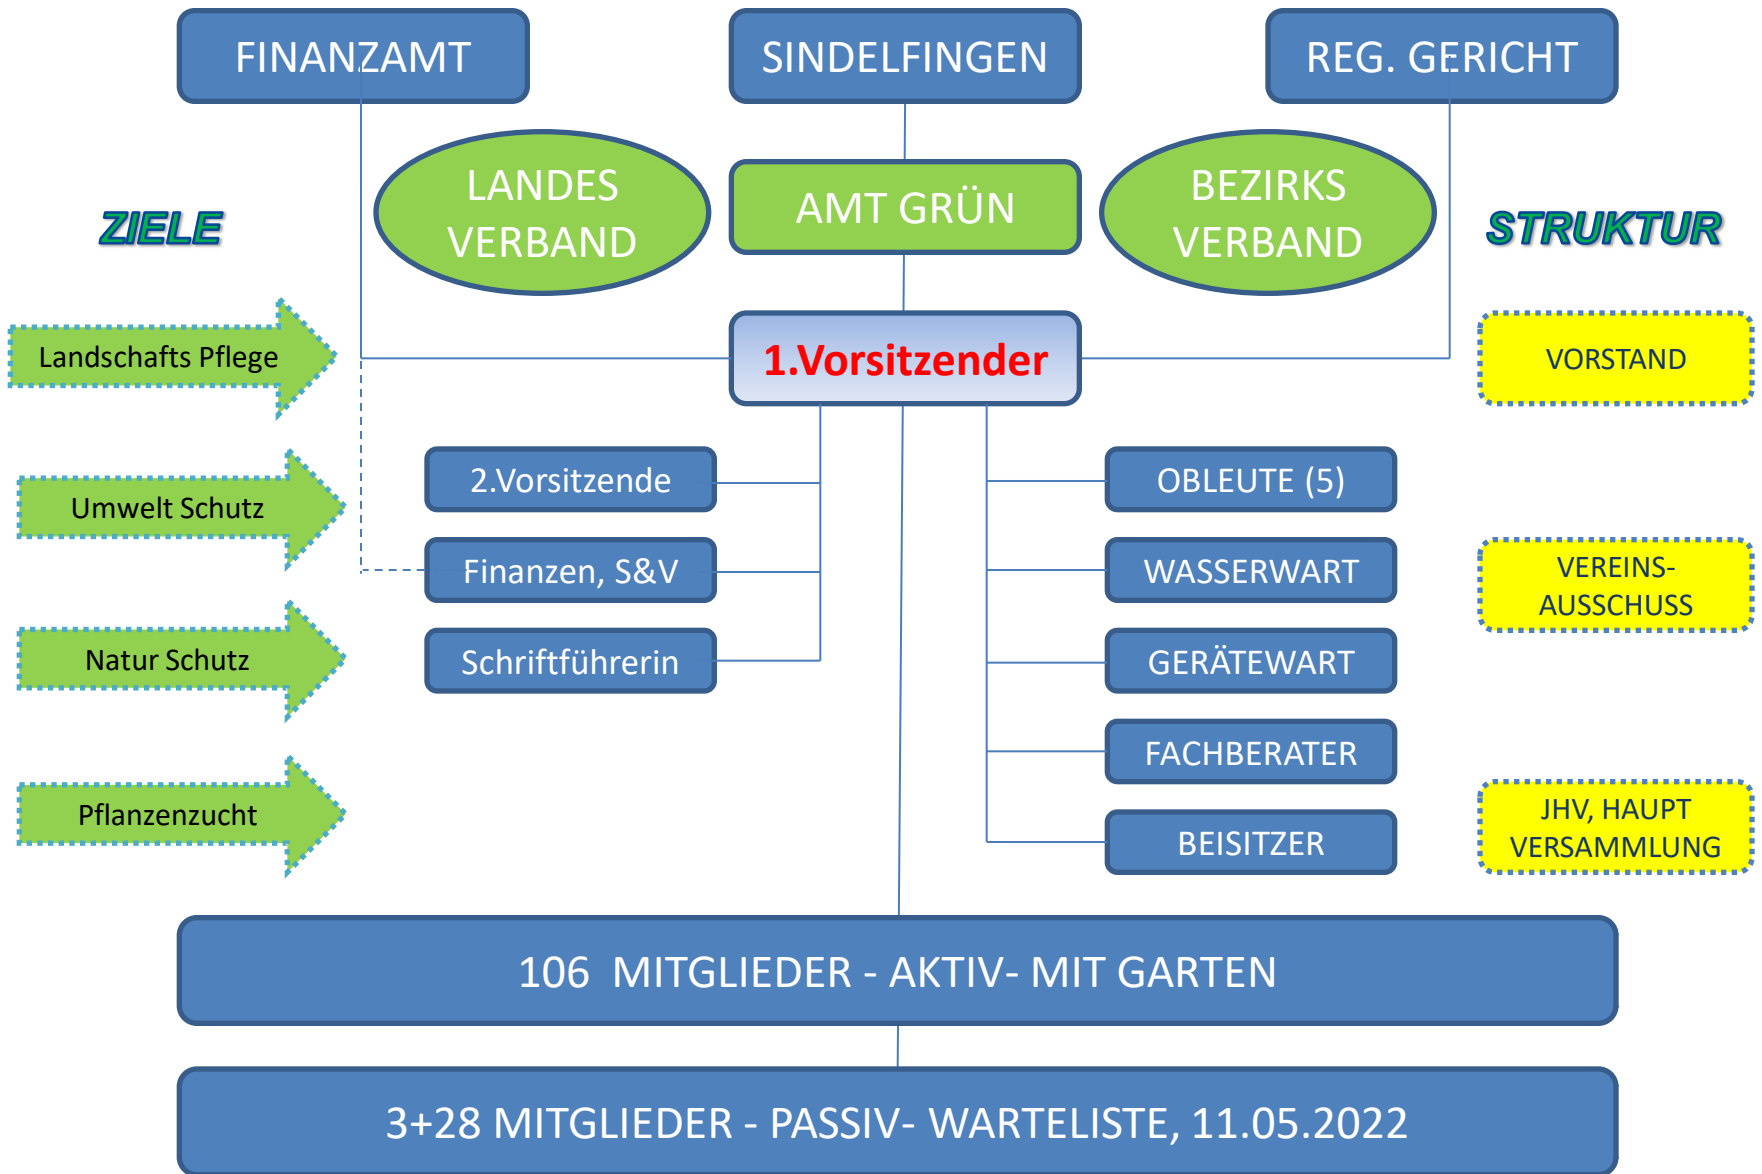 FINANZAMT
SINDELFINGEN
REG. GERICHT
LANDES
VERBAND
AMT GRÜN
BEZIRKS
VERBAND
ZIELE
STRUKTUR
Landschafts Pflege
1.Vorsitzender
VORSTAND
2.Vorsitzende
OBLEUTE (5)
Umwelt Schutz
Finanzen, S&V
WASSERWART
VEREINS-
AUSSCHUSS
Natur Schutz
Schriftführerin
GERÄTEWART
FACHBERATER
Pflanzenzucht
BEISITZER
JHV, HAUPT
VERSAMMLUNG
106  MITGLIEDER - AKTIV- MIT GARTEN
3+28 MITGLIEDER - PASSIV- WARTELISTE, 11.05.2022